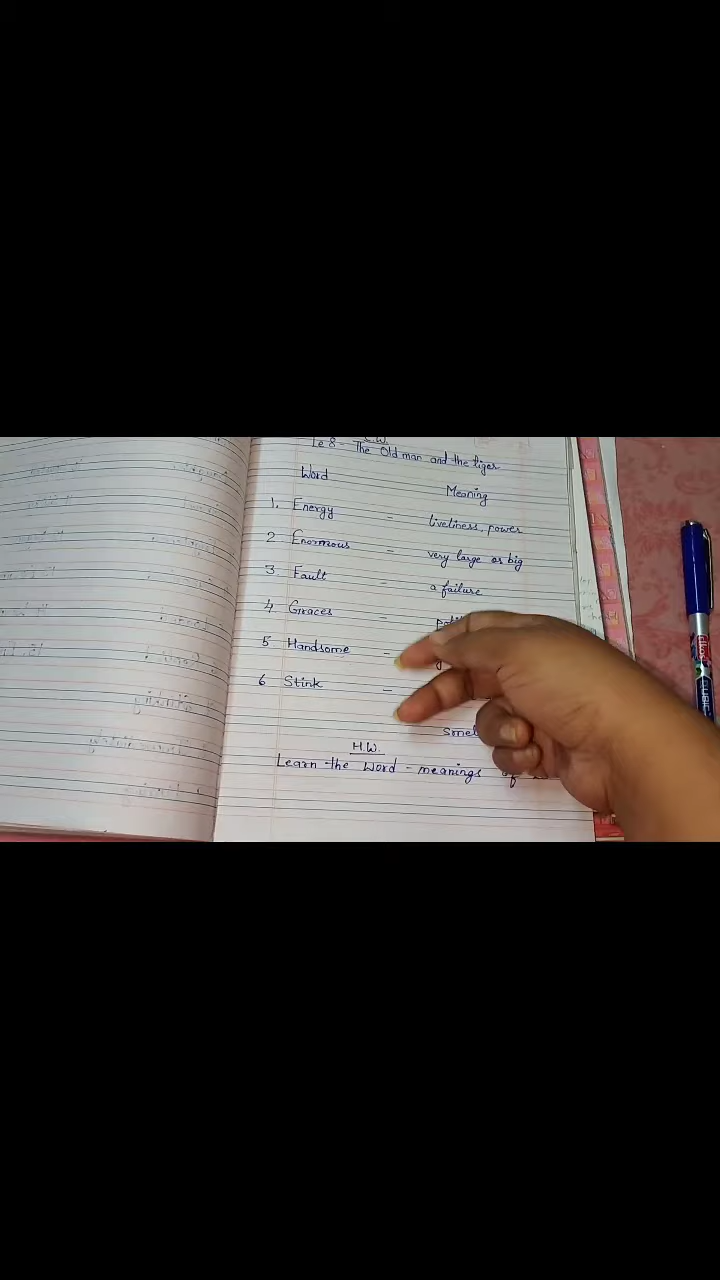 C.W.
Le 8 - The Old man and the tiger
Word Meaning
1. Energy - liveliness, power
2 Enormous - very large or big
3 Fault - a failure
4 Graces -
5 Handsome -
6 Stink -
H.W.
Learn the Word - meanings of